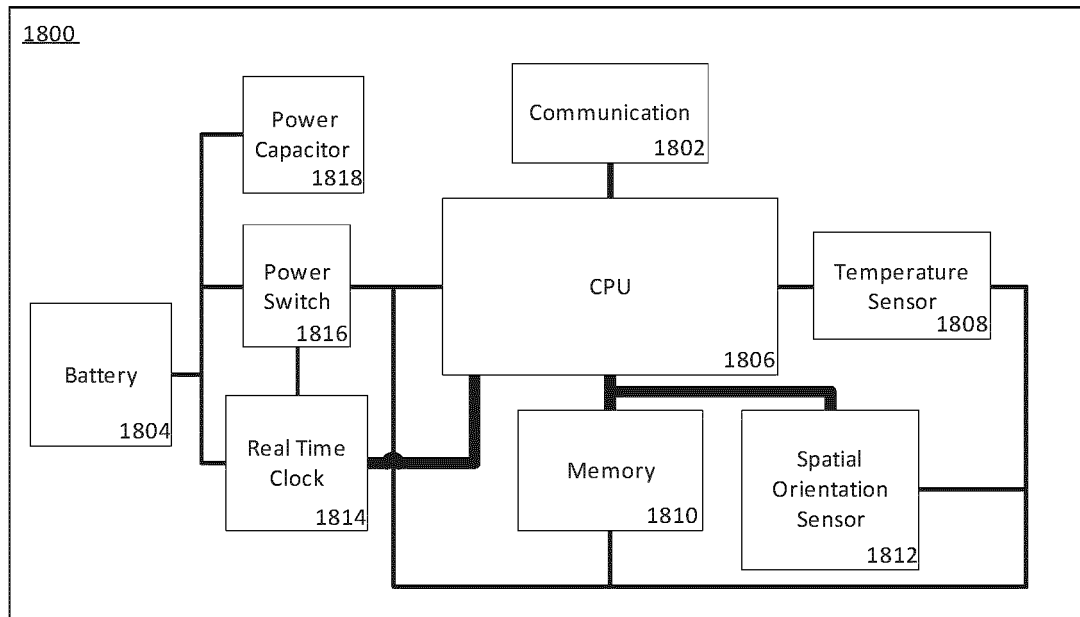 1800
Power
Capacitor
1818
Communication
1802
Power
Switch
1816
CPU
1806
Temperature
Sensor
1808
Battery
1804
Real Time
Clock
1814
Memory
1810
Spatial
Orientation
Sensor
1812